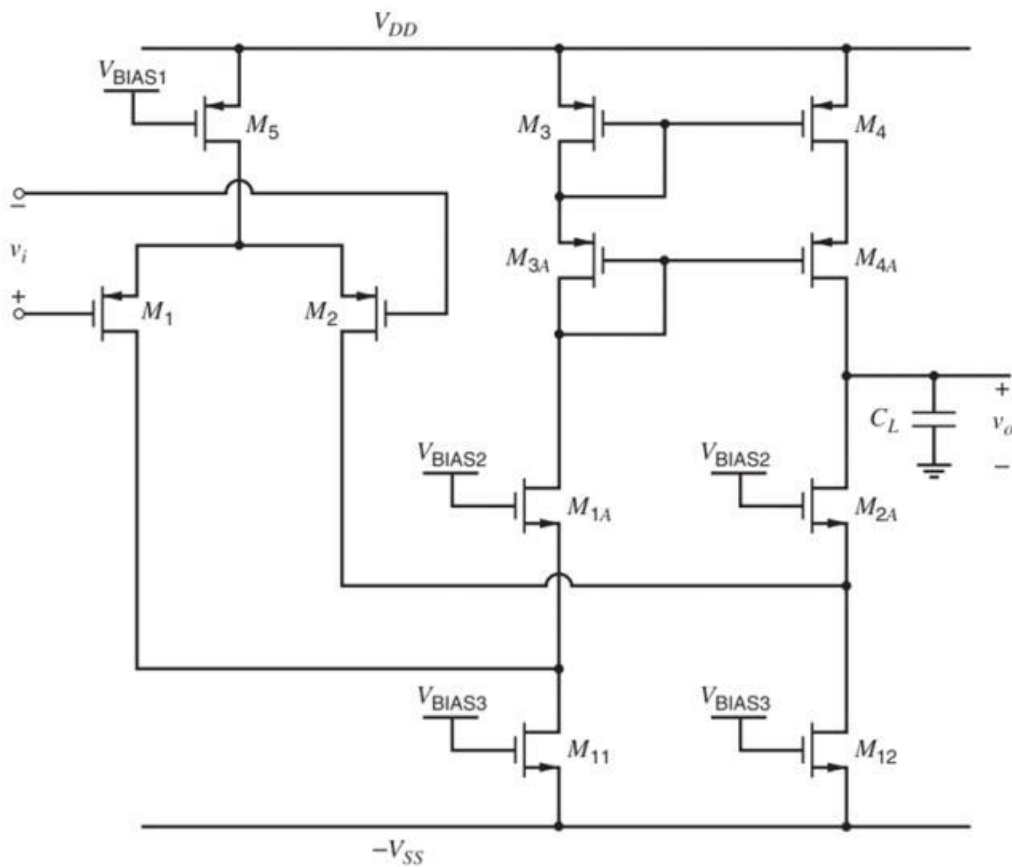 V_DD
V_BIAS1
M_5
M_3
M_4
−
v_i
+
M_1
M_2
M_3A
M_4A
C_L
+
v_o
−
V_BIAS2
V_BIAS2
M_1A
M_2A
V_BIAS3
V_BIAS3
M_11
M_12
−V_SS